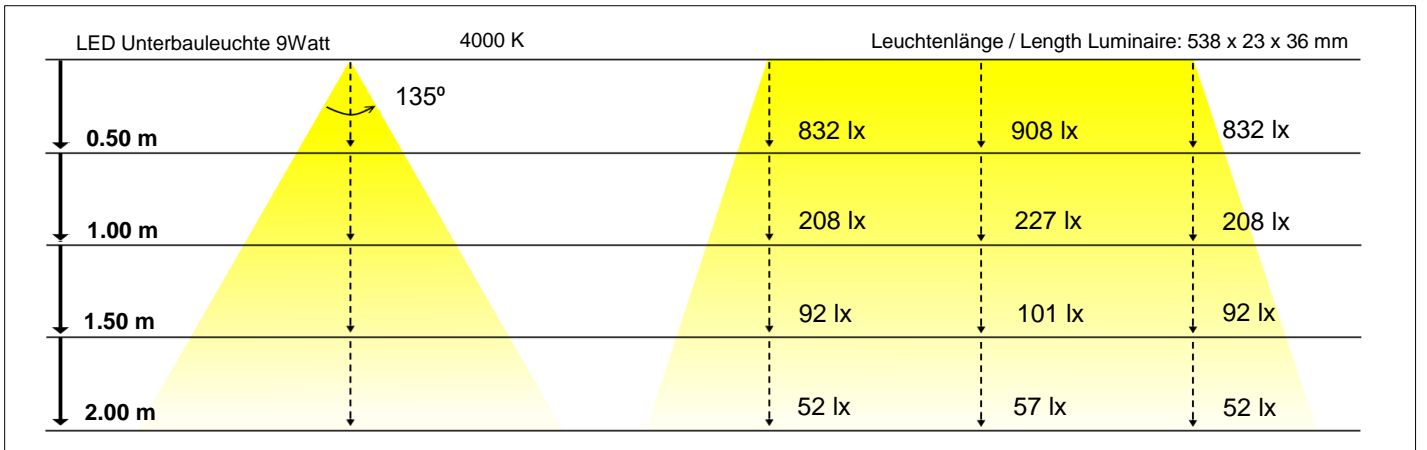 LED Unterbauleuchte 9Watt 4000 K Leuchtenlänge / Length Luminaire: 538 x 23 x 36 mm
135º
0.50 m 832 lx 908 lx 832 lx
1.00 m 208 lx 227 lx 208 lx
1.50 m 92 lx 101 lx 92 lx
2.00 m 52 lx 57 lx 52 lx